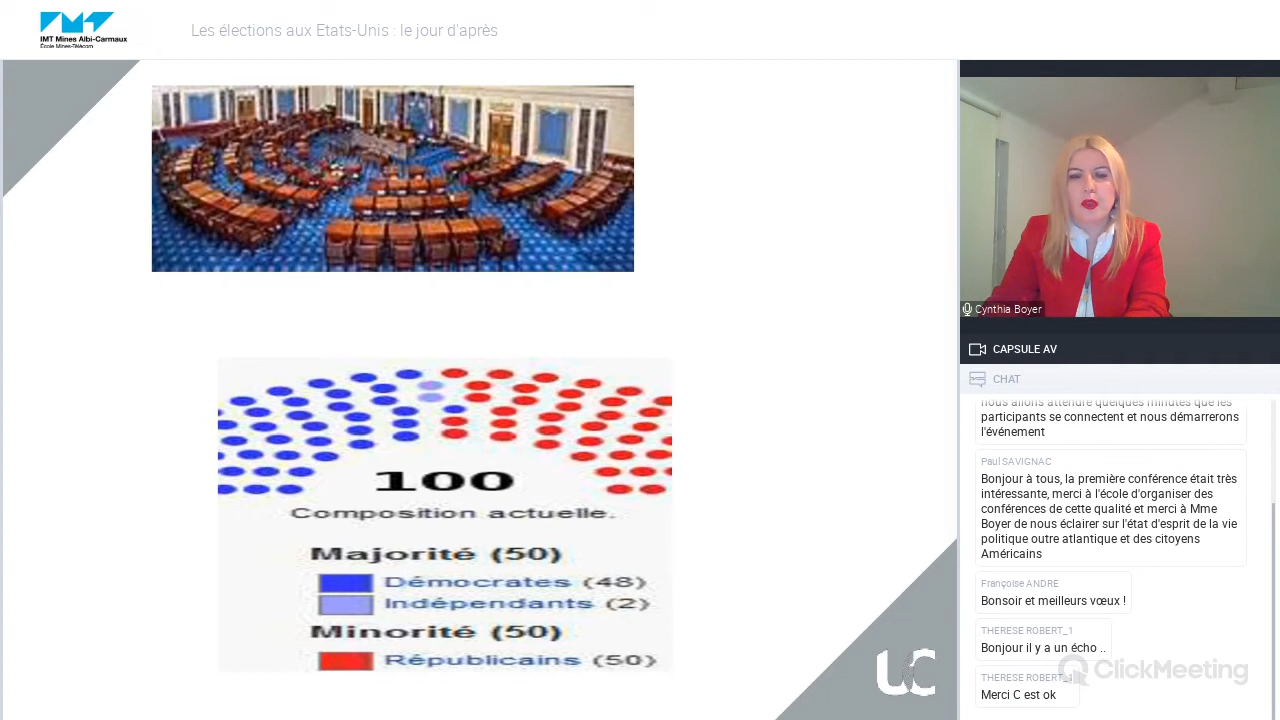 IMT Mines Albi-Carmaux
École Mines-Télécom
Les élections aux Etats-Unis : le jour d'après
100
Composition actuelle.
Majorité (50)
Démocrates (48)
Indépendants (2)
Minorité (50)
Républicains (50)
UC
Cynthia Boyer
CAPSULE AV
CHAT
nous allons attendre quelques minutes que les
participants se connectent et nous démarrerons
l'événement
Paul SAVIGNAC
Bonjour à tous, la première conférence était très
intéressante, merci à l'école d'organiser des
conférences de cette qualité et merci à Mme
Boyer de nous éclairer sur l'état d'esprit de la vie
politique outre atlantique et des citoyens
Américains
Françoise ANDRE
Bonsoir et meilleurs vœux !
THERESE ROBERT_1
Bonjour il y a un écho ..
THERESE ROBERT_1
Merci C est ok
ClickMeeting